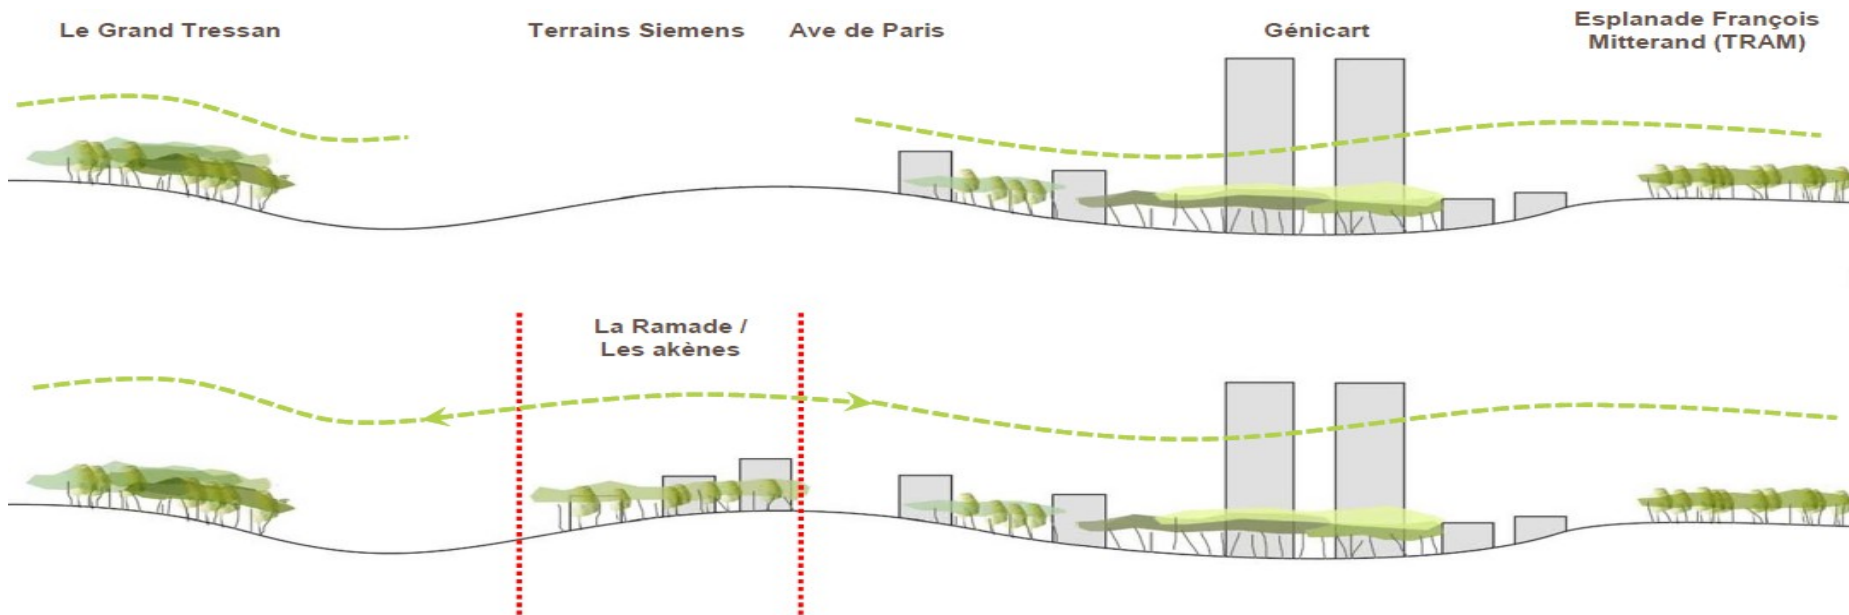 Le Grand Tressan
Terrains Siemens
Ave de Paris
Génicart
Esplanade François
Mitterand (TRAM)
La Ramade /
Les akènes